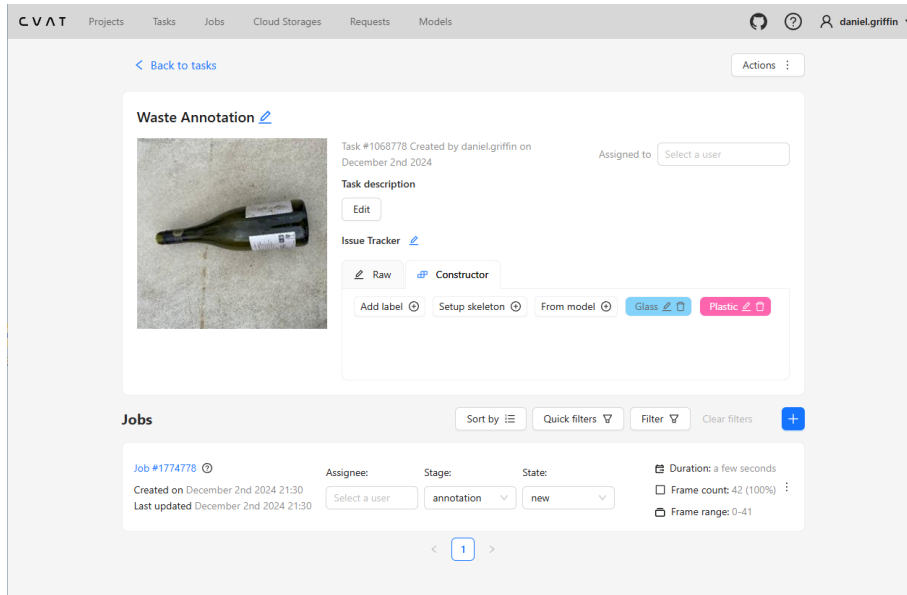 CVAT Projects Tasks Jobs Cloud Storages Requests Models daniel.griffin
Back to tasks
Actions
Waste Annotation
Task #1068778 Created by daniel.griffin on
December 2nd 2024
Assigned to Select a user
Task description
Edit
Issue Tracker
Raw Constructor
Add label Setup skeleton From model Glass Plastic
Jobs
Sort by Quick filters Filter Clear filters
Job #1774778
Created on December 2nd 2024 21:30
Last updated December 2nd 2024 21:30
Assignee:
Select a user
Stage:
annotation
State:
new
Duration: a few seconds
Frame count: 42 (100%)
Frame range: 0-41
1